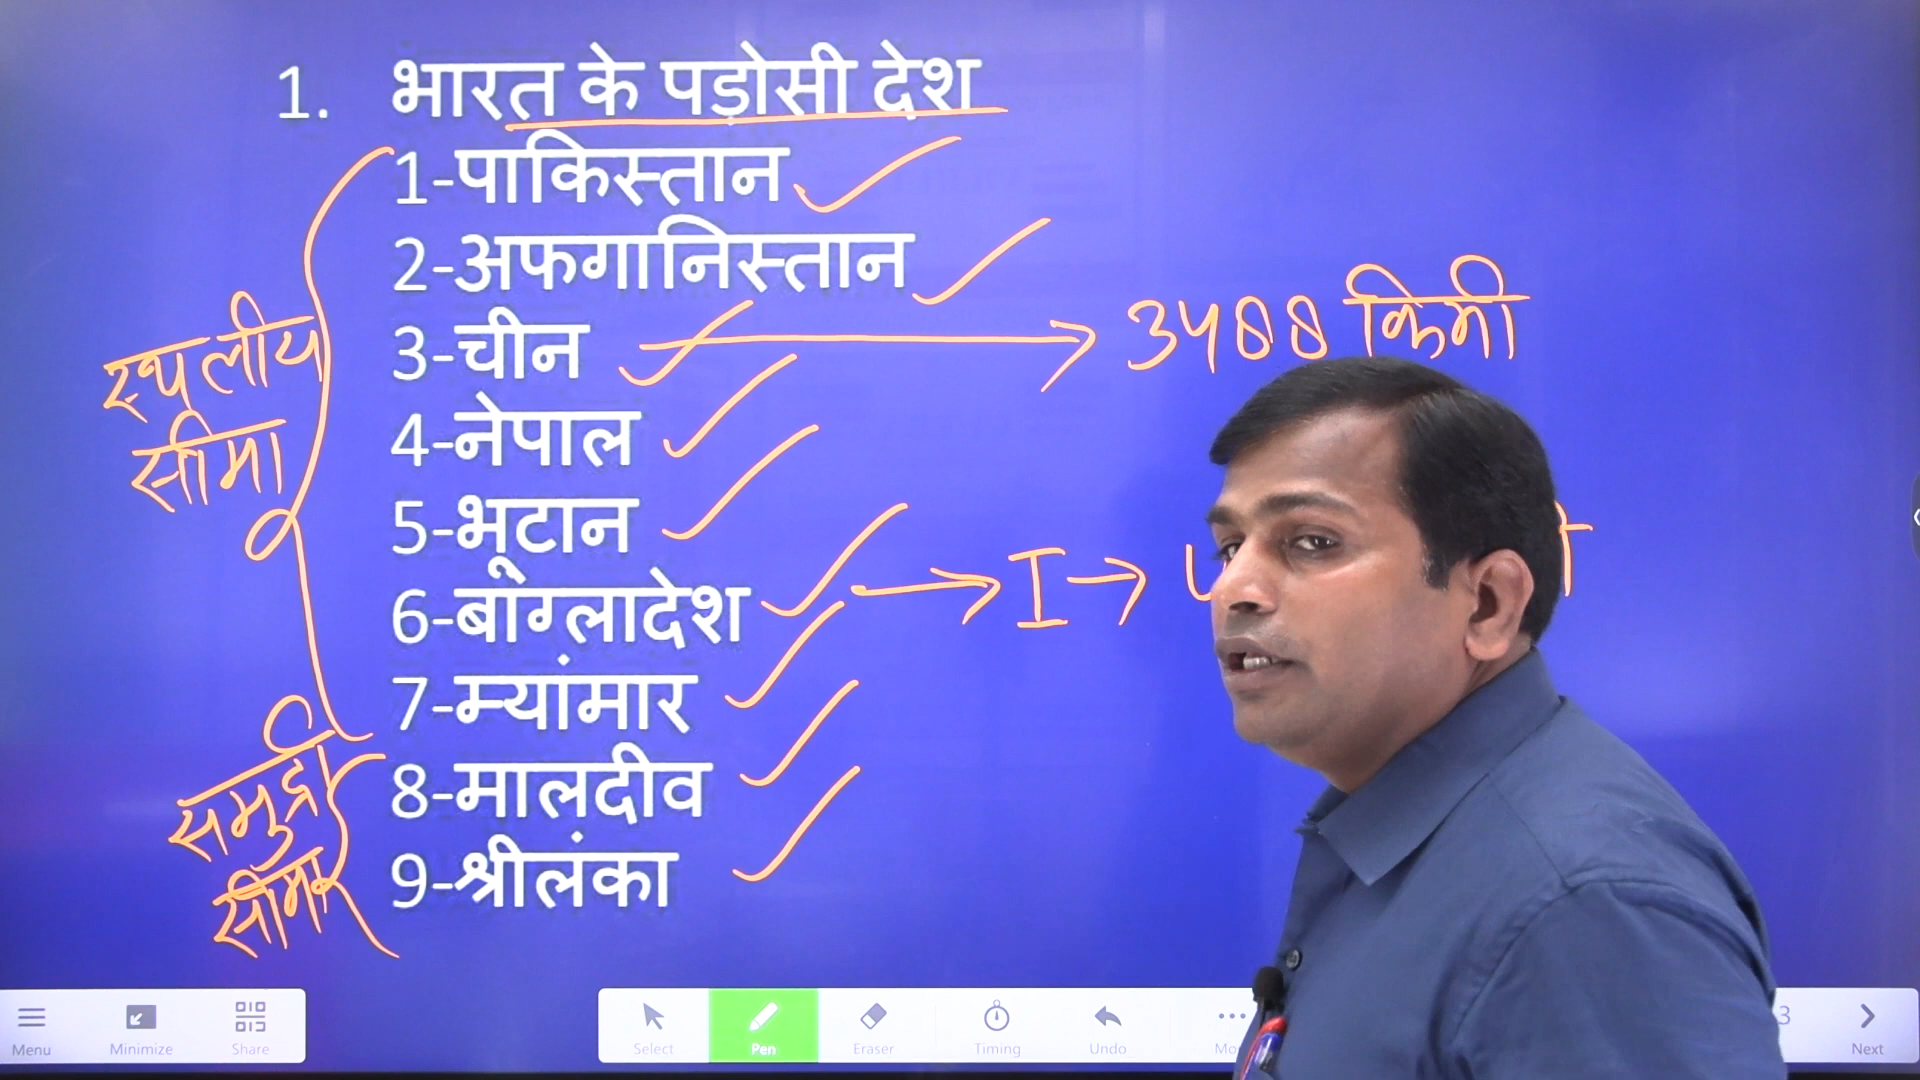 1. भारत के पड़ोसी देश
1-पाकिस्तान
2-अफगानिस्तान
3-चीन → 3488 किमी
4-नेपाल
5-भूटान
6-बांग्लादेश → I →
7-म्यांमार
8-मालदीव
9-श्रीलंका
स्थलीय
सीमा
समुद्री
सीमा
Menu
Minimize
Share
Select
Pen
Eraser
Timing
Undo
3
Next